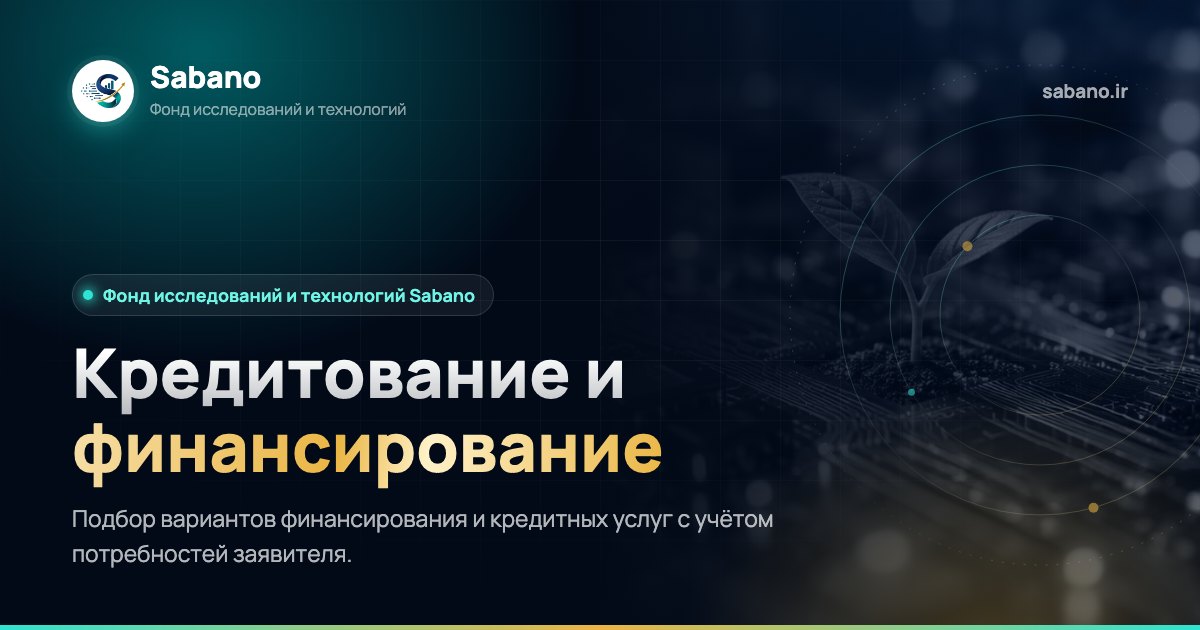 Sabano
Фонд исследований и технологий
sabano.ir
Фонд исследований и технологий Sabano
Кредитование и
финансирование
Подбор вариантов финансирования и кредитных услуг с учётом
потребностей заявителя.